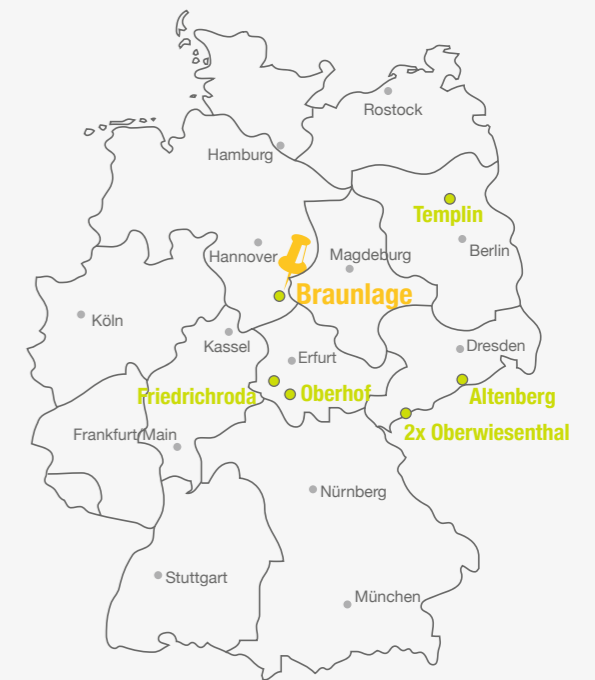 Rostock
Hamburg
Templin
Hannover
Magdeburg
Berlin
Braunlage
Köln
Kassel
Erfurt
Dresden
Friedrichroda
Oberhof
Altenberg
Frankfurt/Main
2x Oberwiesenthal
Nürnberg
Stuttgart
München